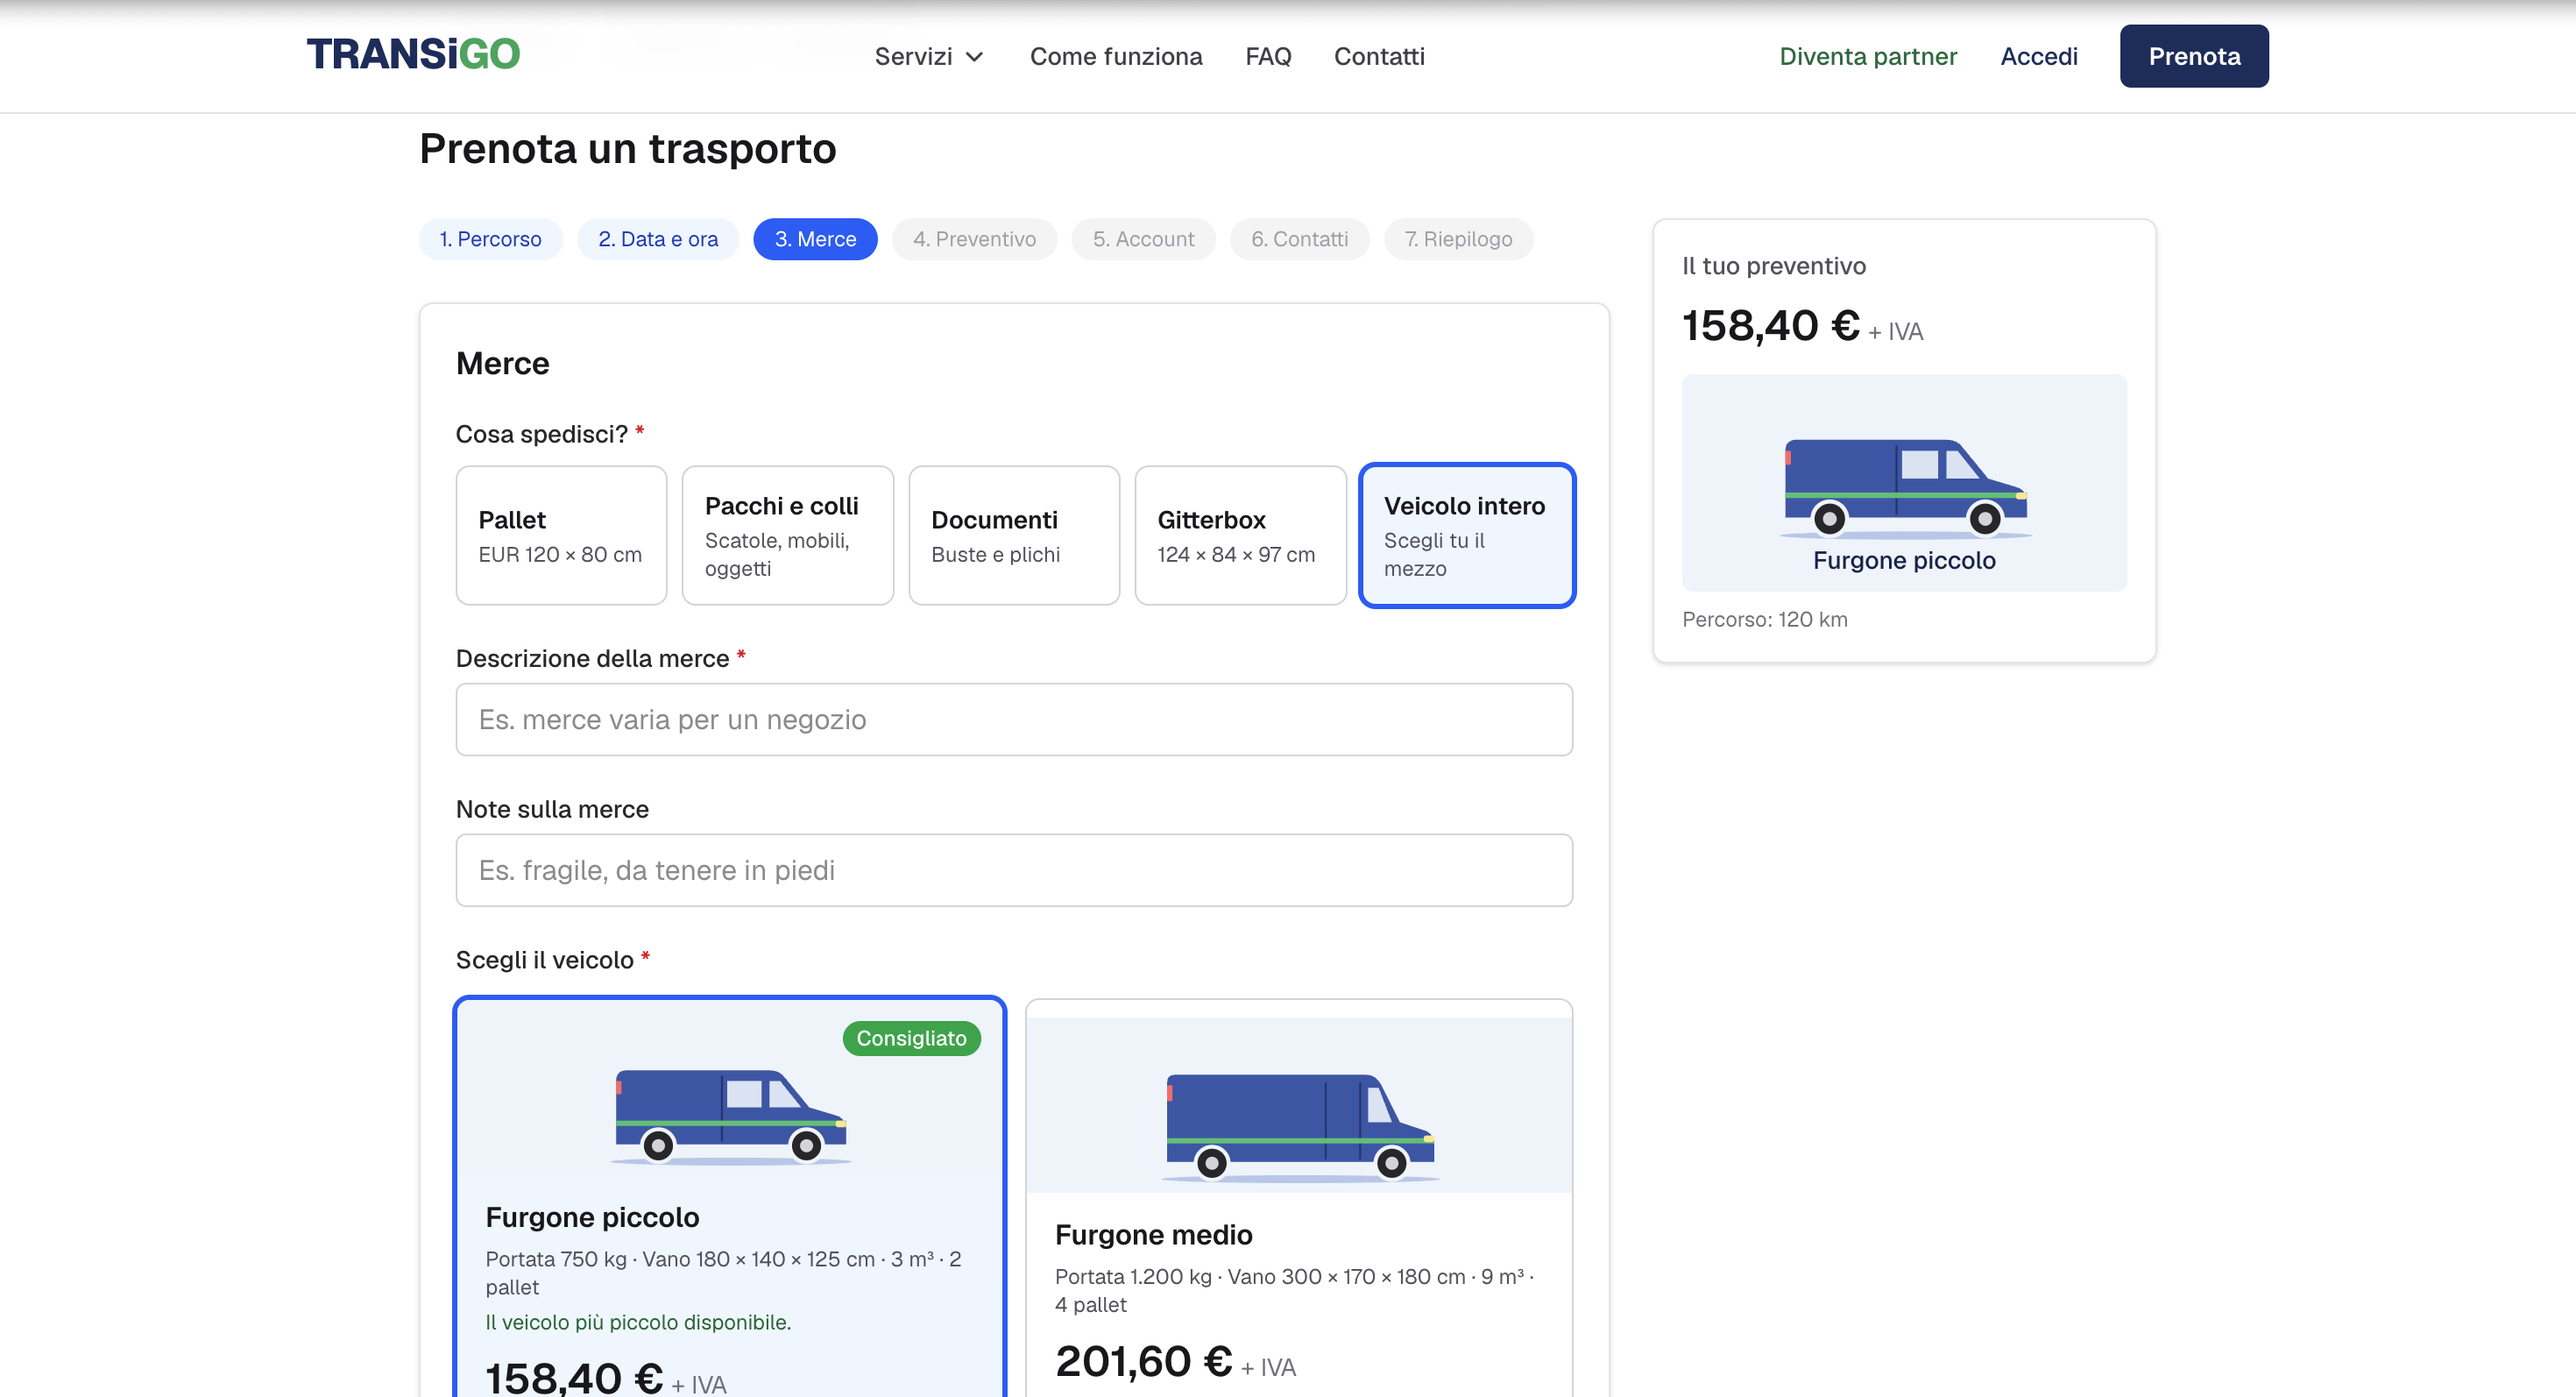 TRANSiGO
Servizi
Come funziona
FAQ
Contatti
Diventa partner
Accedi
Prenota
Prenota un trasporto
1. Percorso
2. Data e ora
3. Merce
4. Preventivo
5. Account
6. Contatti
7. Riepilogo
Merce
Cosa spedisci? *
Pallet
EUR 120 × 80 cm
Pacchi e colli
Scatole, mobili,
oggetti
Documenti
Buste e plichi
Gitterbox
124 × 84 × 97 cm
Veicolo intero
Scegli tu il
mezzo
Descrizione della merce *
Es. merce varia per un negozio
Note sulla merce
Es. fragile, da tenere in piedi
Scegli il veicolo *
Consigliato
Furgone piccolo
Portata 750 kg · Vano 180 × 140 × 125 cm · 3 m³ · 2
pallet
Il veicolo più piccolo disponibile.
158,40 € + IVA
Furgone medio
Portata 1.200 kg · Vano 300 × 170 × 180 cm · 9 m³ ·
4 pallet
201,60 € + IVA
Il tuo preventivo
158,40 € + IVA
Furgone piccolo
Percorso: 120 km